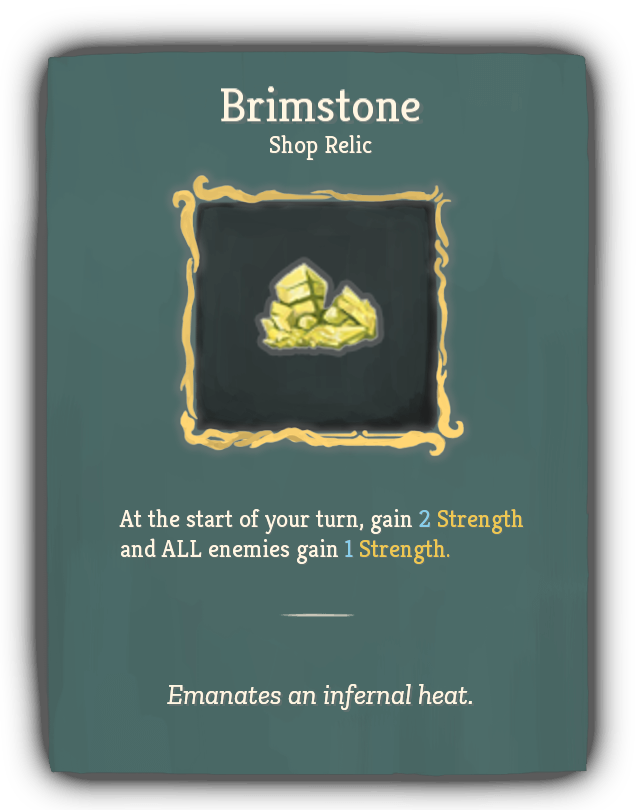 Brimstone
Shop Relic
At the start of your turn, gain 2 Strength
and ALL enemies gain 1 Strength.
Emanates an infernal heat.